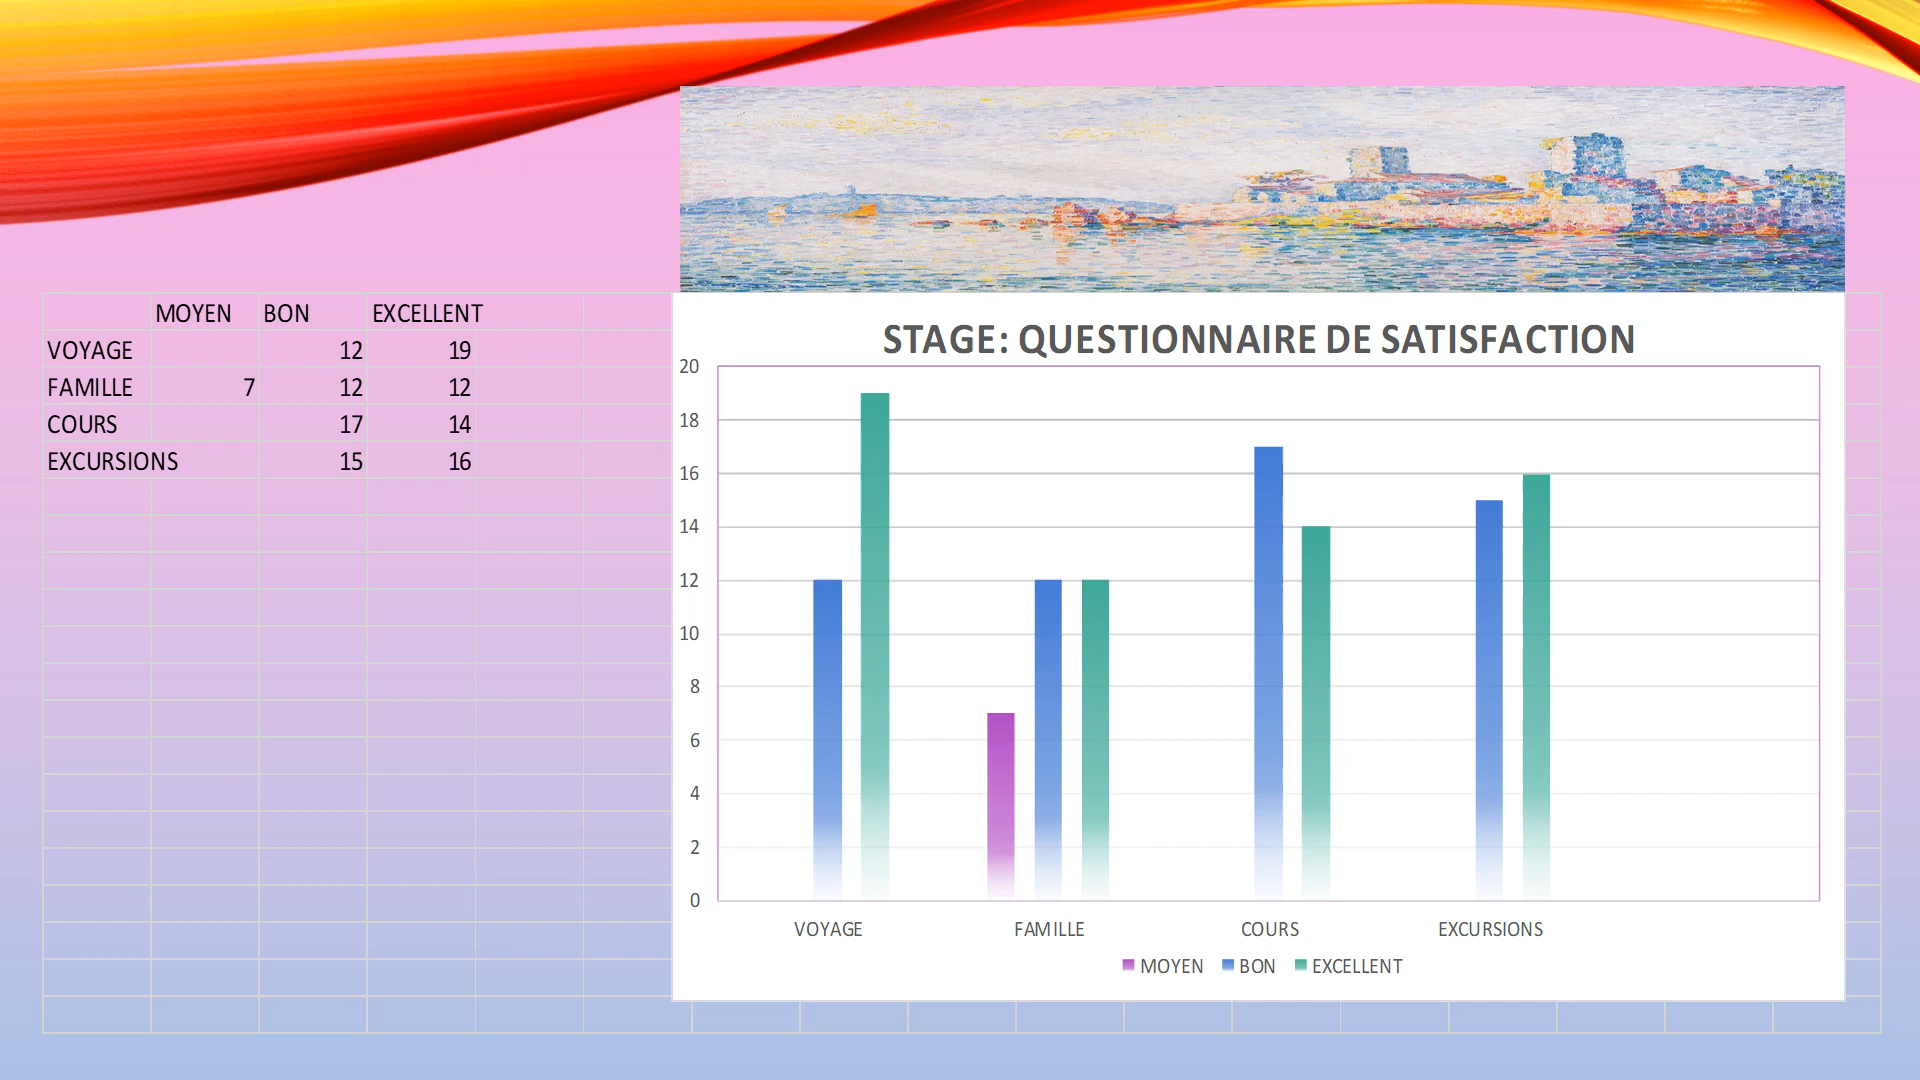 MOYEN BON EXCELLENT
VOYAGE 12 19
FAMILLE 7 12 12
COURS 17 14
EXCURSIONS 15 16
STAGE: QUESTIONNAIRE DE SATISFACTION
20
18
16
14
12
10
8
6
4
2
0
VOYAGE FAMILLE COURS EXCURSIONS
MOYEN BON EXCELLENT